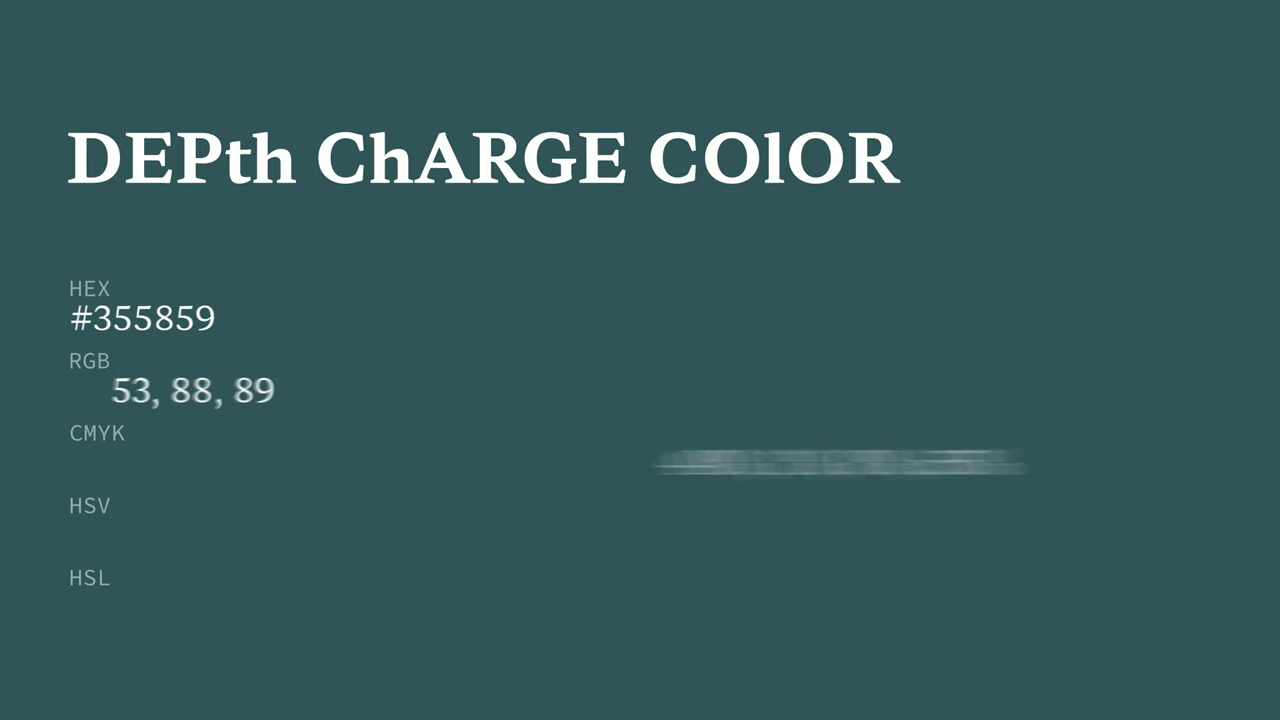 DEPth ChARGE COlOR
HEX
#355859
RGB
53, 88, 89
CMYK
HSV
HSL